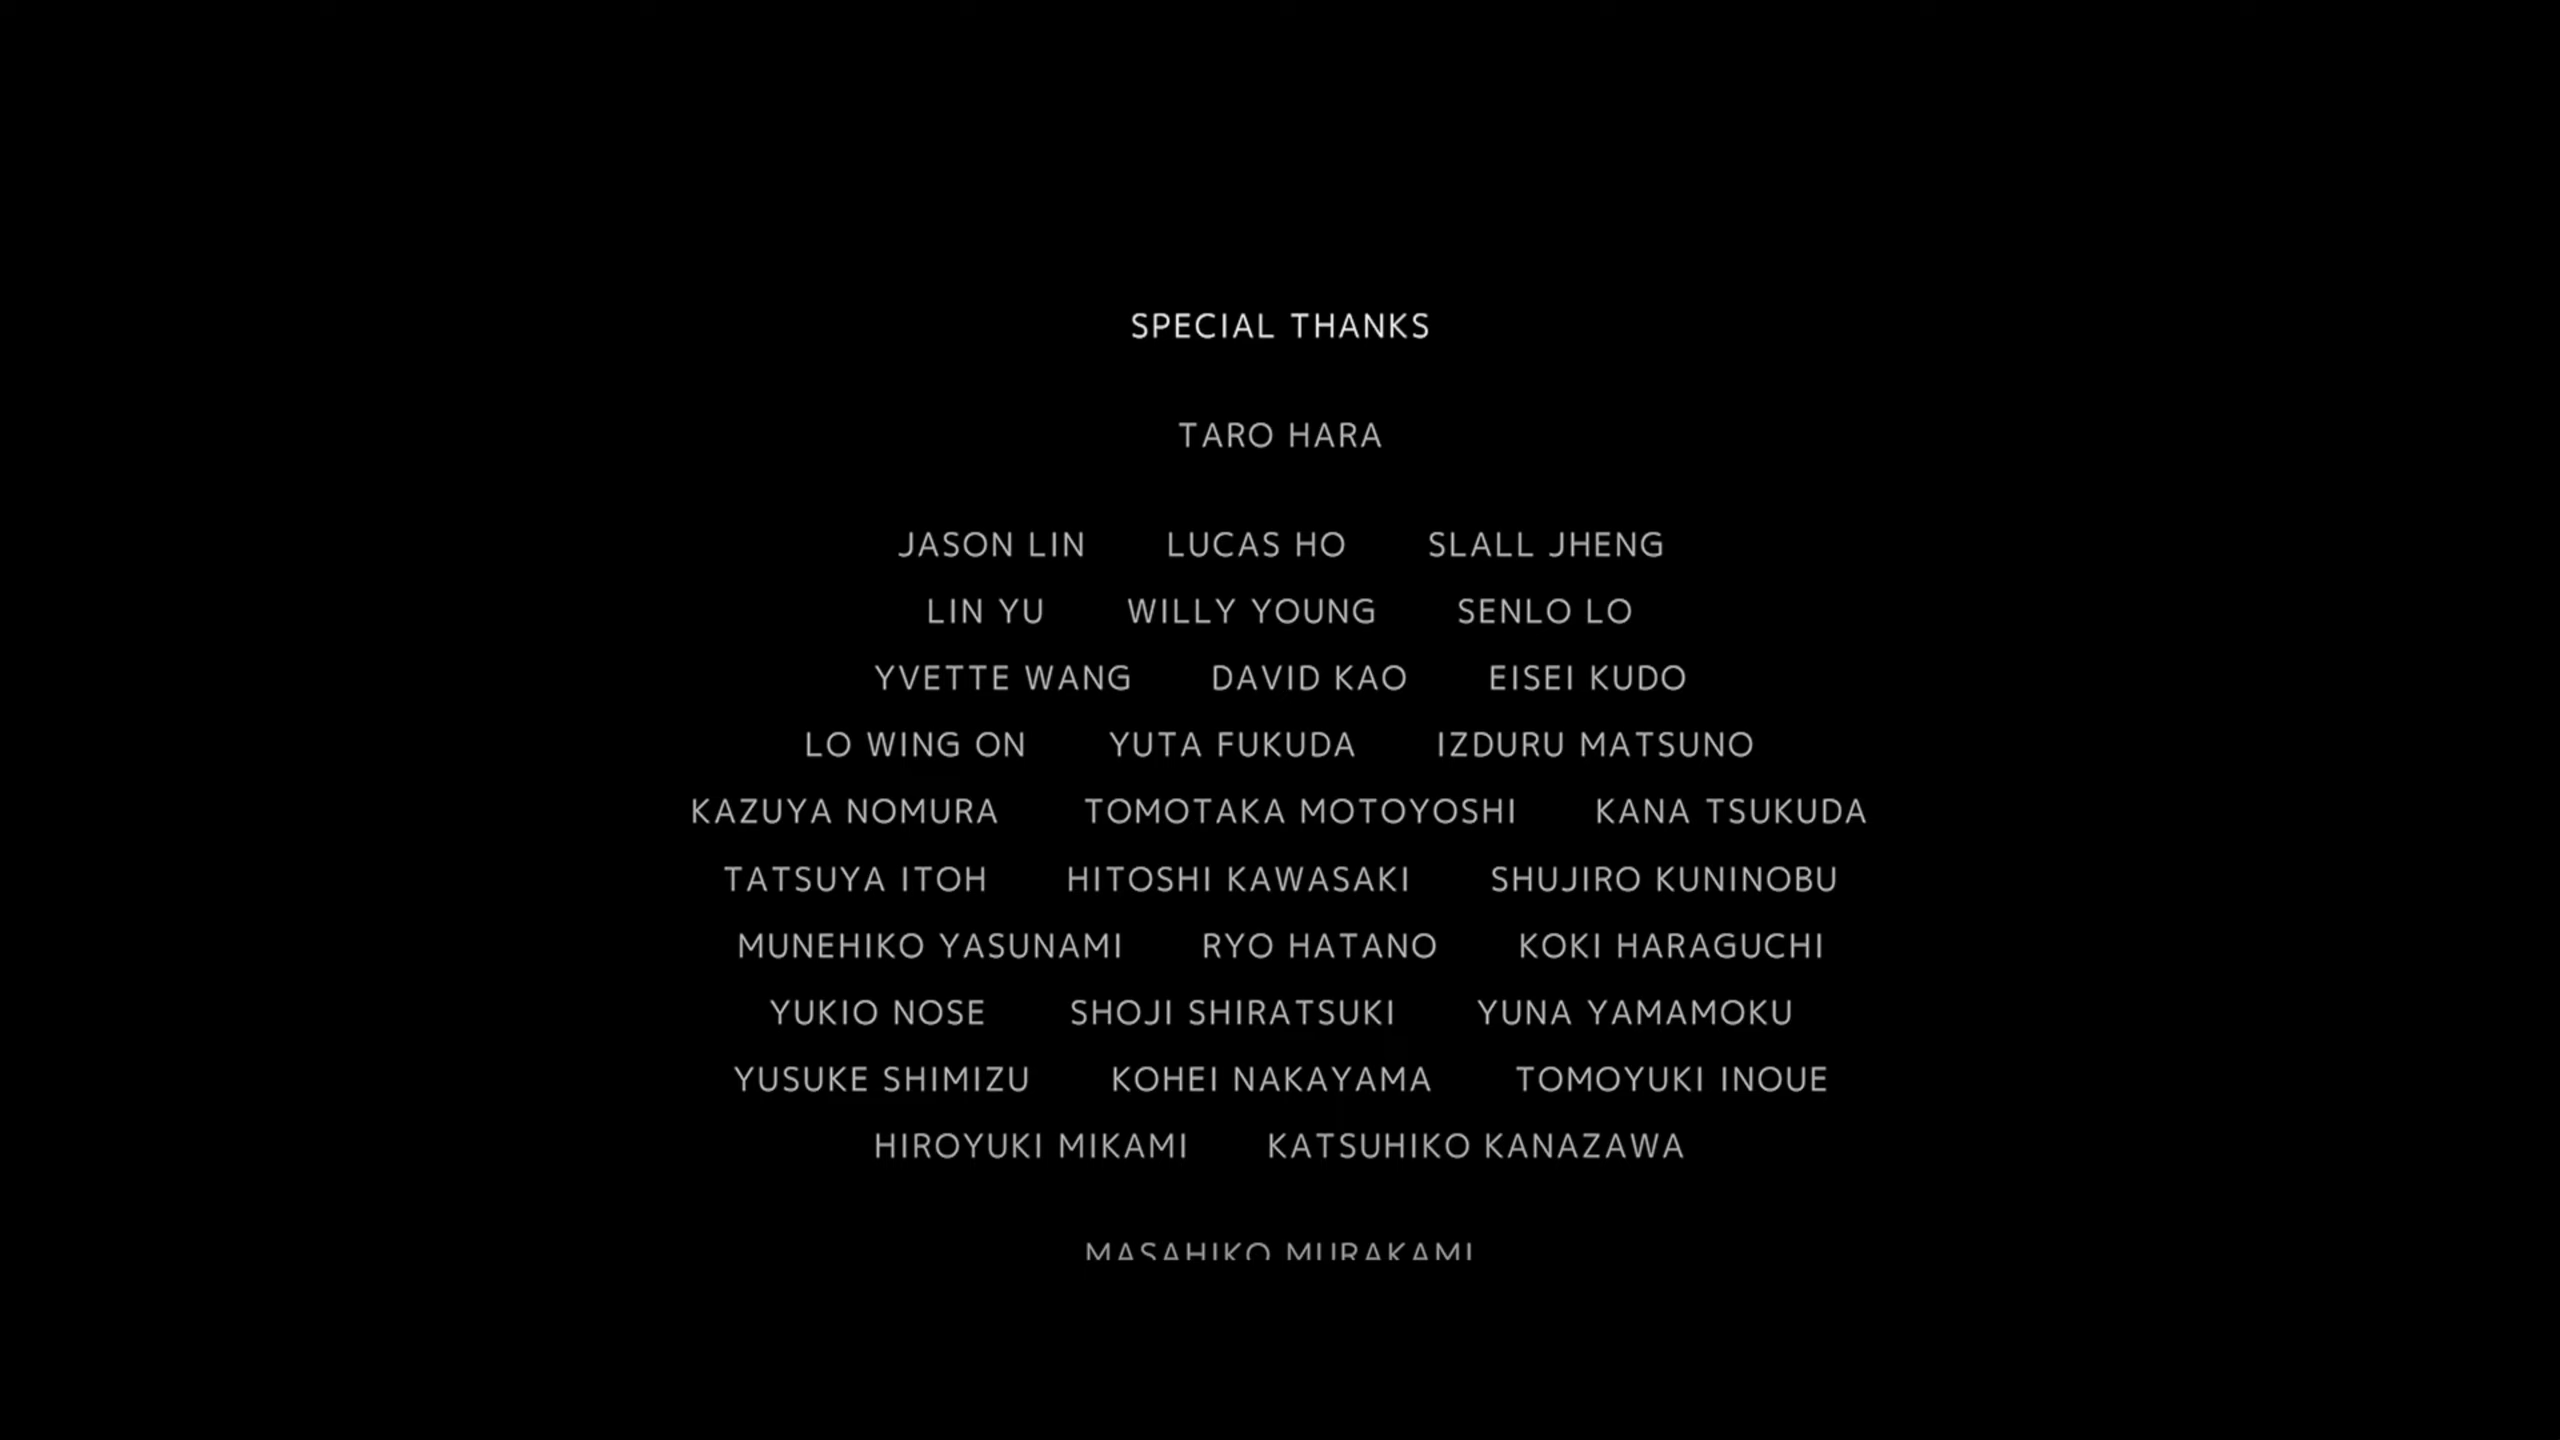 SPECIAL THANKS
TARO HARA
JASON LIN LUCAS HO SLALL JHENG
LIN YU WILLY YOUNG SENLO LO
YVETTE WANG DAVID KAO EISEI KUDO
LO WING ON YUTA FUKUDA IZDURU MATSUNO
KAZUYA NOMURA TOMOTAKA MOTOYOSHI KANA TSUKUDA
TATSUYA ITOH HITOSHI KAWASAKI SHUJIRO KUNINOBU
MUNEHIKO YASUNAMI RYO HATANO KOKI HARAGUCHI
YUKIO NOSE SHOJI SHIRATSUKI YUNA YAMAMOKU
YUSUKE SHIMIZU KOHEI NAKAYAMA TOMOYUKI INOUE
HIROYUKI MIKAMI KATSUHIKO KANAZAWA
MASAHIKO MURAKAMI